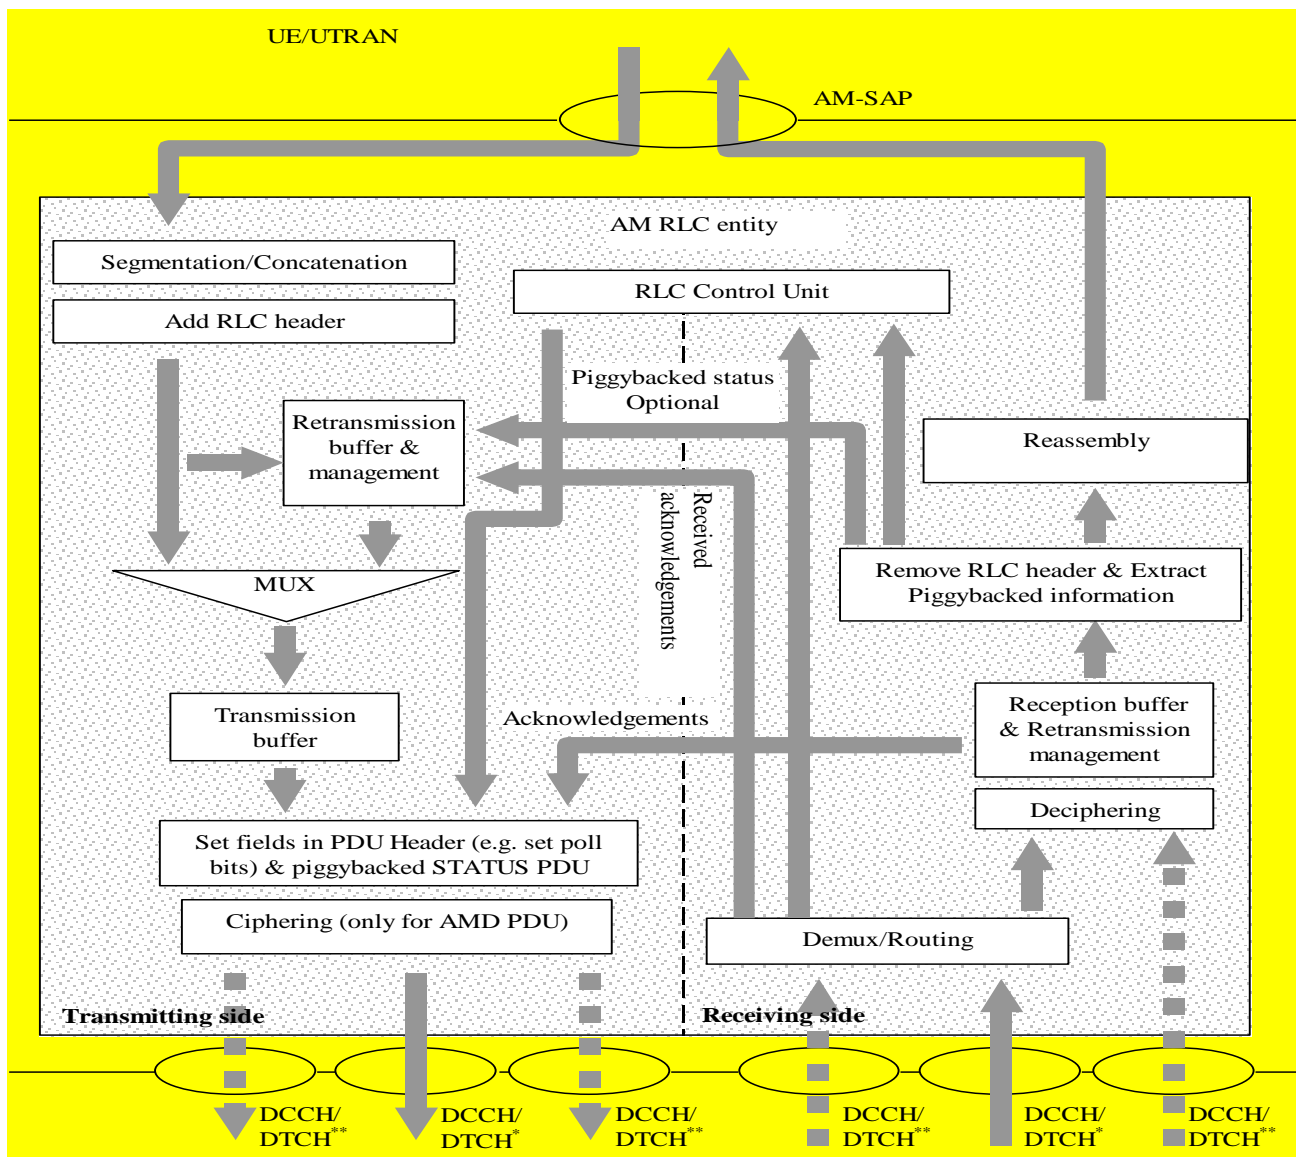 UE/UTRAN
AM-SAP
AM RLC entity
Segmentation/Concatenation
RLC Control Unit
Add RLC header
Piggybacked status
Optional
Retransmission
buffer &
management
Reassembly
Received
acknowledgements
MUX
Remove RLC header & Extract
Piggybacked information
Transmission
buffer
Acknowledgements
Reception buffer
& Retransmission
management
Deciphering
Set fields in PDU Header (e.g. set poll
bits) & piggybacked STATUS PDU
Ciphering (only for AMD PDU)
Demux/Routing
Transmitting side
Receiving side
DCCH/
DTCH**
DCCH/
DTCH*
DCCH/
DTCH**
DCCH/
DTCH**
DCCH/
DTCH*
DCCH/
DTCH**